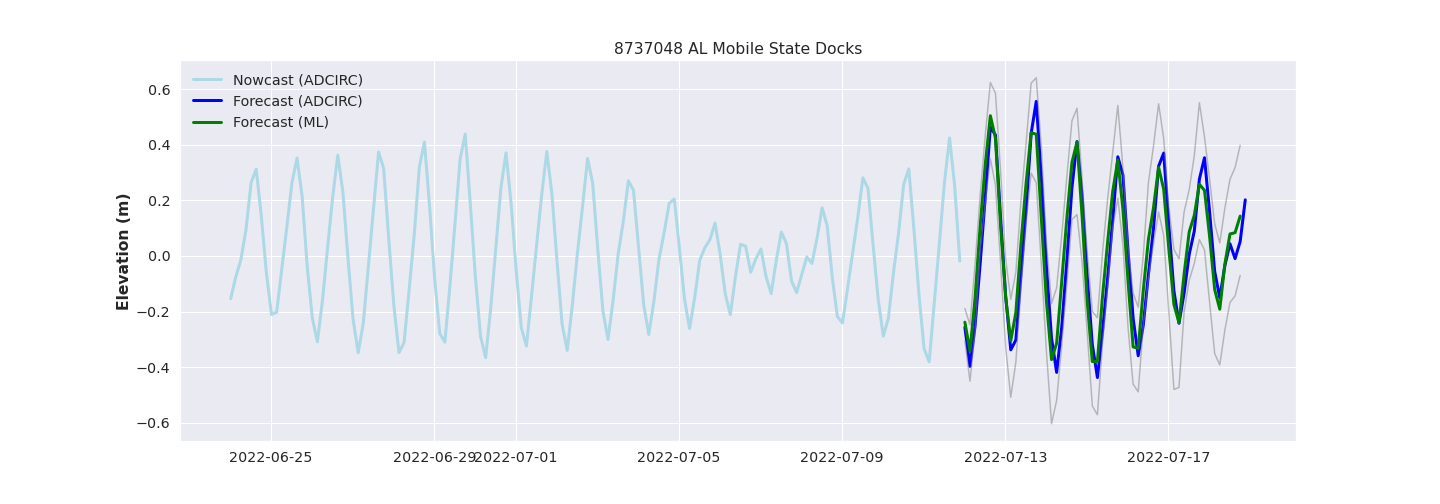 8737048 AL Mobile State Docks
Nowcast (ADCIRC)
Forecast (ADCIRC)
Forecast (ML)
Elevation (m)
0.6
0.4
0.2
0.0
−0.2
−0.4
−0.6
2022-06-25 2022-06-29 2022-07-01 2022-07-05 2022-07-09 2022-07-13 2022-07-17